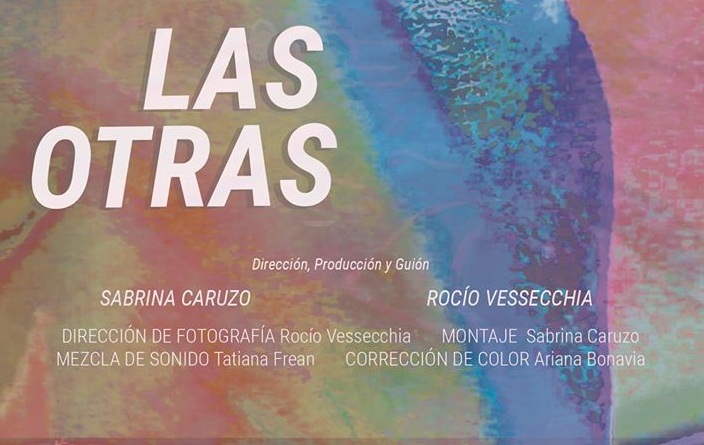 LAS
OTRAS
Dirección, Producción y Guión
SABRINA CARUZO ROCÍO VESSECCHIA
DIRECCIÓN DE FOTOGRAFÍA Rocío Vessecchia MONTAJE Sabrina Caruzo
MEZCLA DE SONIDO Tatiana Frean CORRECCIÓN DE COLOR Ariana Bonavia